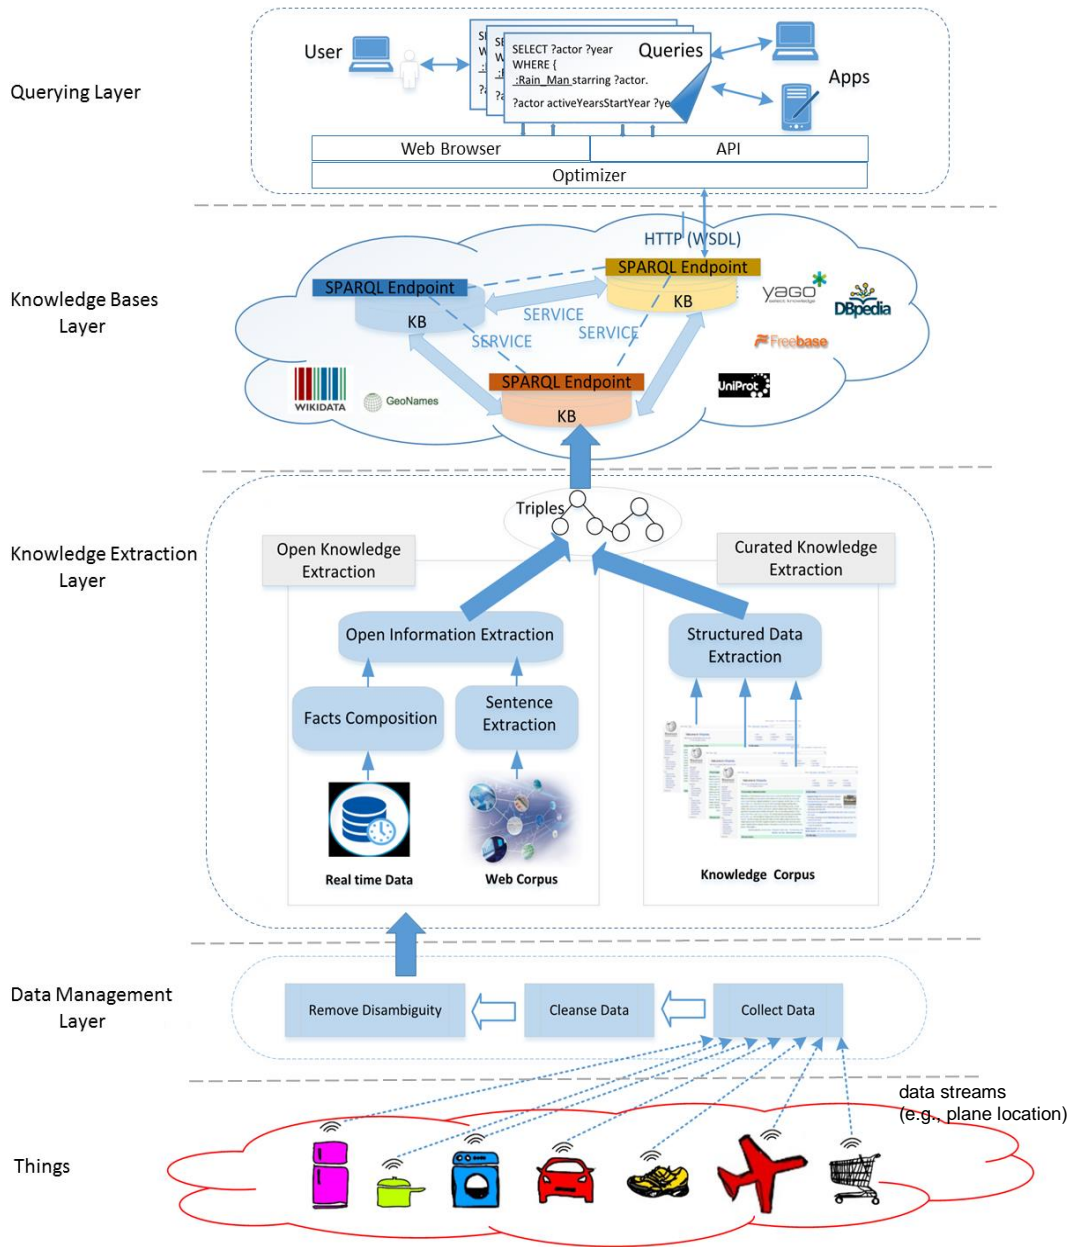 Querying Layer
User
SELECT ?actor ?year
WHERE {
:Rain_Man starring ?actor.
?actor activeYearsStartYear ?ye
Queries
Apps
Web Browser
API
Optimizer
Knowledge Bases
Layer
HTTP (WSDL)
SPARQL Endpoint
KB
SPARQL Endpoint
KB
SERVICE
SERVICE
SERVICE
SPARQL Endpoint
KB
yago
select knowledge
DBpedia
Freebase
UniProt
WIKIDATA
GeoNames
Knowledge Extraction
Layer
Triples
Open Knowledge
Extraction
Curated Knowledge
Extraction
Open Information Extraction
Structured Data
Extraction
Facts Composition
Sentence
Extraction
Real time Data
Web Corpus
Knowledge Corpus
Data Management
Layer
Remove Disambiguity
Cleanse Data
Collect Data
data streams
(e.g., plane location)
Things